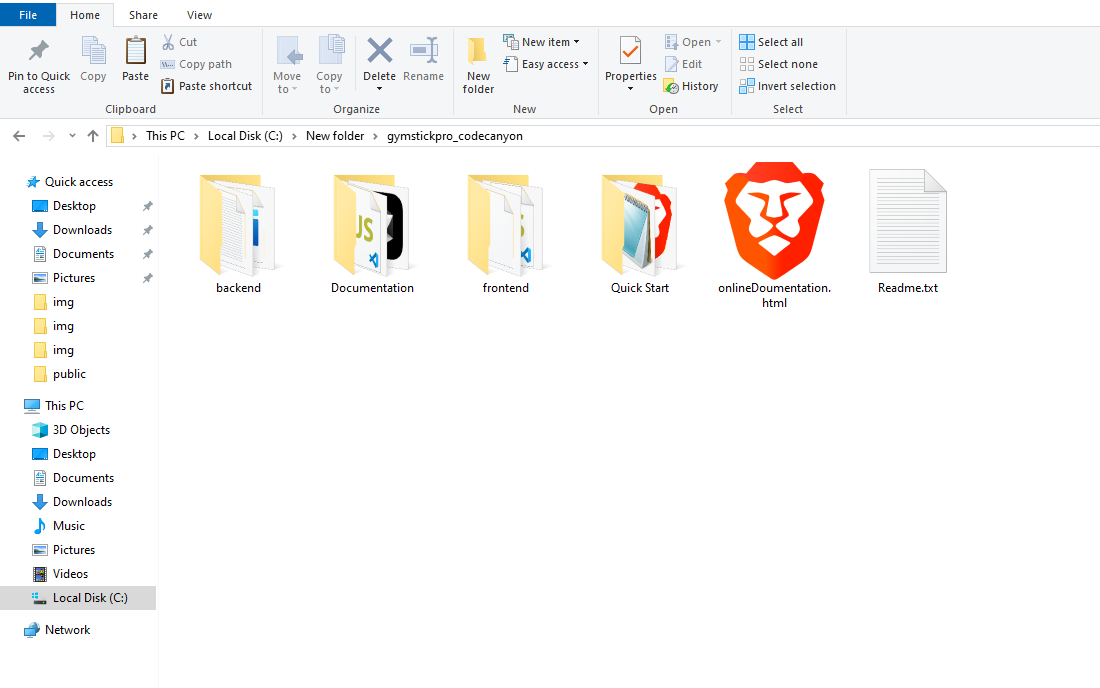 File Home Share View
Pin to Quick access
Copy
Paste
Cut
Copy path
Paste shortcut
Clipboard
Move to
Copy to
Delete
Rename
Organize
New folder
New item
Easy access
New
Properties
Open
Edit
History
Open
Select all
Select none
Invert selection
Select
This PC > Local Disk (C:) > New folder > gymstickpro_codecanyon
Quick access
Desktop
Downloads
Documents
Pictures
img
img
img
public
This PC
3D Objects
Desktop
Documents
Downloads
Music
Pictures
Videos
Local Disk (C:)
Network
JS
backend
Documentation
frontend
Quick Start
onlineDoumentation.
html
Readme.txt